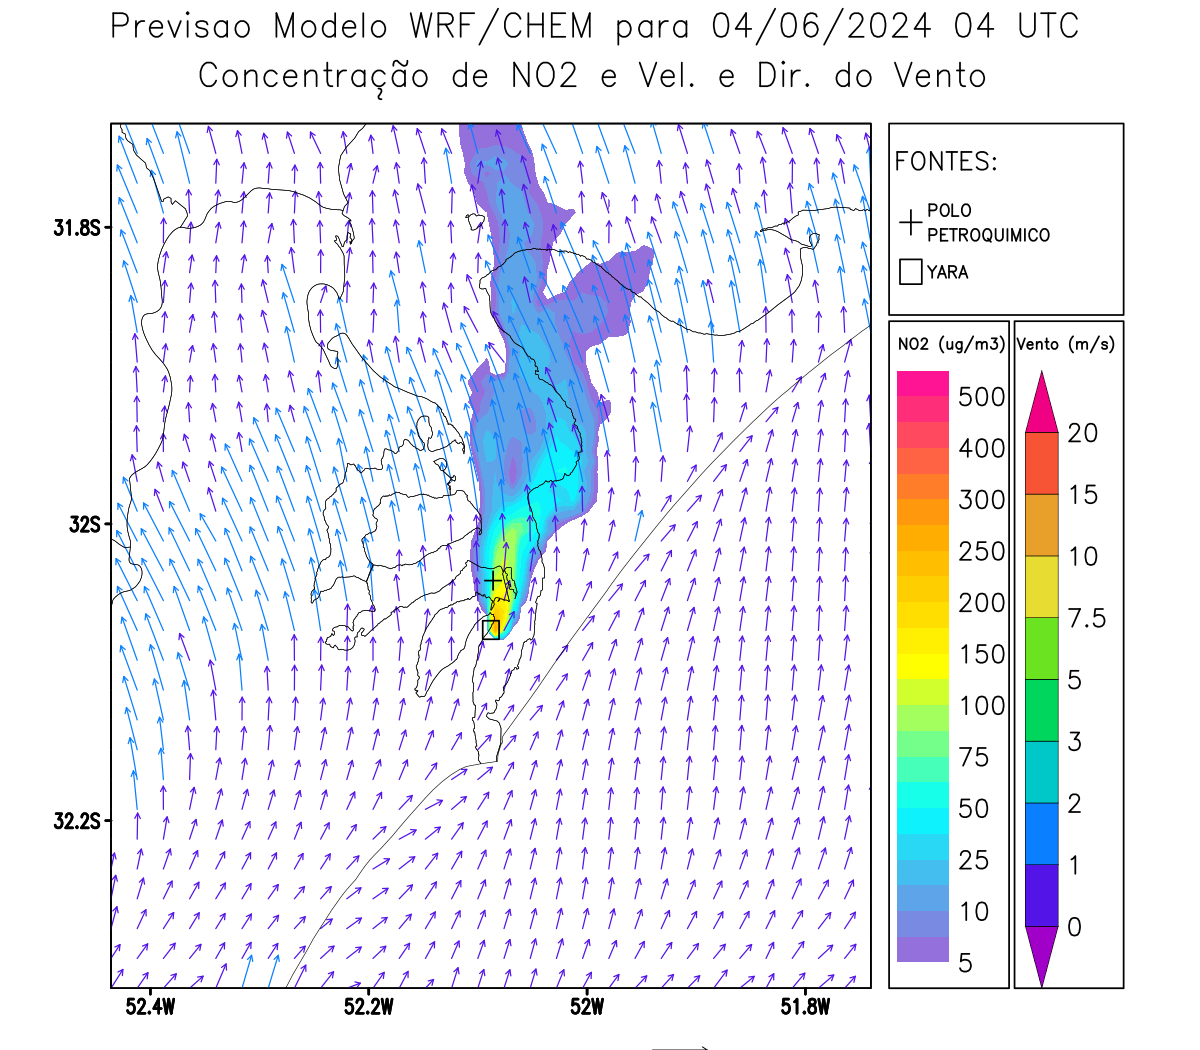 Previsao Modelo WRF/CHEM para 04/06/2024 04 UTC
Concentração de NO2 e Vel. e Dir. do Vento
FONTES:
POLO
PETROQUIMICO
YARA
NO2 (ug/m3)
500
400
300
250
200
150
100
75
50
25
10
5
Vento (m/s)
20
15
10
7.5
5
3
2
1
0
31.8S
32S
32.2S
52.4W
52.2W
52W
51.8W